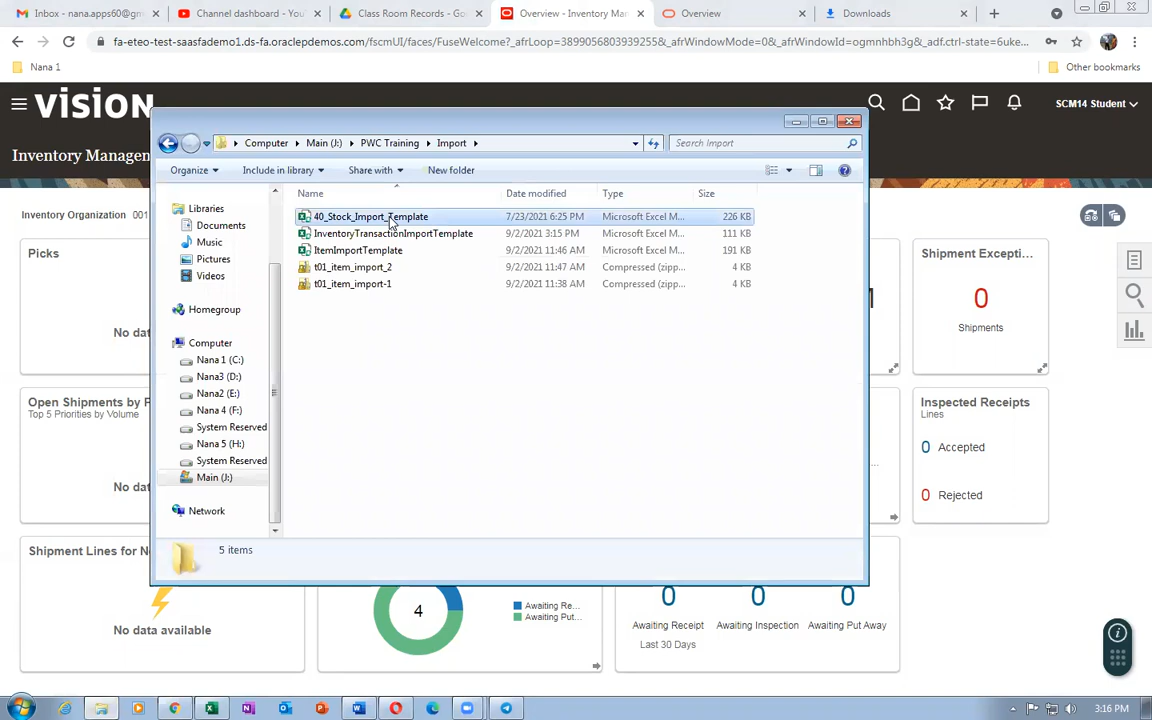 Inbox - nana.apps60@gm
Channel dashboard - You
Class Room Records - Go
Overview - Inventory Man
Overview
Downloads
fa-eteo-test-saasfademo1.ds-fa.oraclepdemos.com/fscmUI/faces/FuseWelcome?_afrLoop=38990568039395­08&_afrWindowMode=0&_afrWindowId=ogmnhbh3g&_adf.ctrl-state=6uke...
Nana 1
Other bookmarks
VISION
SCM14 Student
Inventory Manageme
Computer
Main (J:)
PWC Training
Import
Search Import
Organize
Include in library
Share with
New folder
Name
Date modified
Type
Size
Inventory Organization 001
Libraries
Documents
Music
Pictures
Videos
Homegroup
Computer
Nana 1 (C:)
Nana3 (D:)
Nana2 (E:)
Nana 4 (F:)
System Reserved
Nana 5 (H:)
System Reserved
Main (J:)
Network
40_Stock_Import_Template 7/23/2021 6:25 PM Microsoft Excel M... 226 KB
InventoryTransactionImportTemplate 9/2/2021 3:15 PM Microsoft Excel M... 111 KB
ItemImportTemplate 9/2/2021 11:46 AM Microsoft Excel M... 191 KB
t01_item_import_2 9/2/2021 11:47 AM Compressed (zipp... 4 KB
t01_item_import-1 9/2/2021 11:38 AM Compressed (zipp... 4 KB
5 items
Picks
No dat
Shipment Excepti...
0
Shipments
Open Shipments by P
Top 5 Priorities by Volume
No dat
Inspected Receipts
Lines
0 Accepted
0 Rejected
Shipment Lines for N
No data available
4
Awaiting Re...
Awaiting Put...
0
0
0
Awaiting Receipt
Awaiting Inspection
Awaiting Put Away
Last 30 Days
3:16 PM